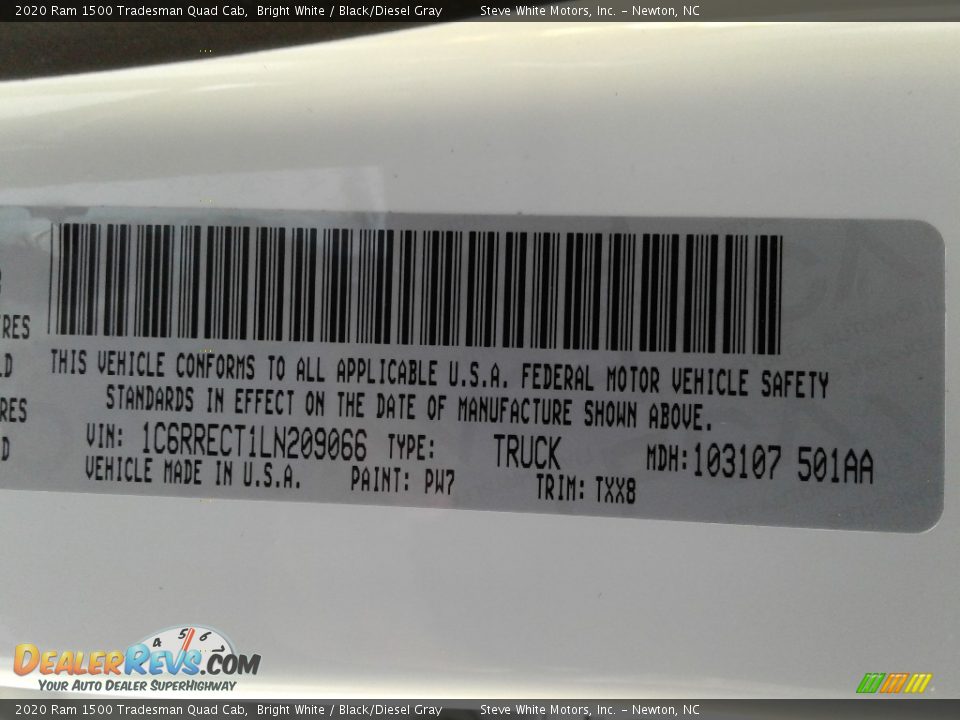 2020 Ram 1500 Tradesman Quad Cab, Bright White / Black/Diesel Gray Steve White Motors, Inc. - Newton, NC
RES
THIS VEHICLE CONFORMS TO ALL APPLICABLE U.S.A. FEDERAL MOTOR VEHICLE SAFETY
STANDARDS IN EFFECT ON THE DATE OF MANUFACTURE SHOWN ABOVE.
RES
VIN: 1C6RRECT1LN209066 TYPE: TRUCK MDH: 103107 501AA
D
VEHICLE MADE IN U.S.A. PAINT: PW7 TRIM: TXX8
4 5 6
DEALERREVS.COM
YOUR AUTO DEALER SUPERHIGHWAY
2020 Ram 1500 Tradesman Quad Cab, Bright White / Black/Diesel Gray Steve White Motors, Inc. - Newton, NC